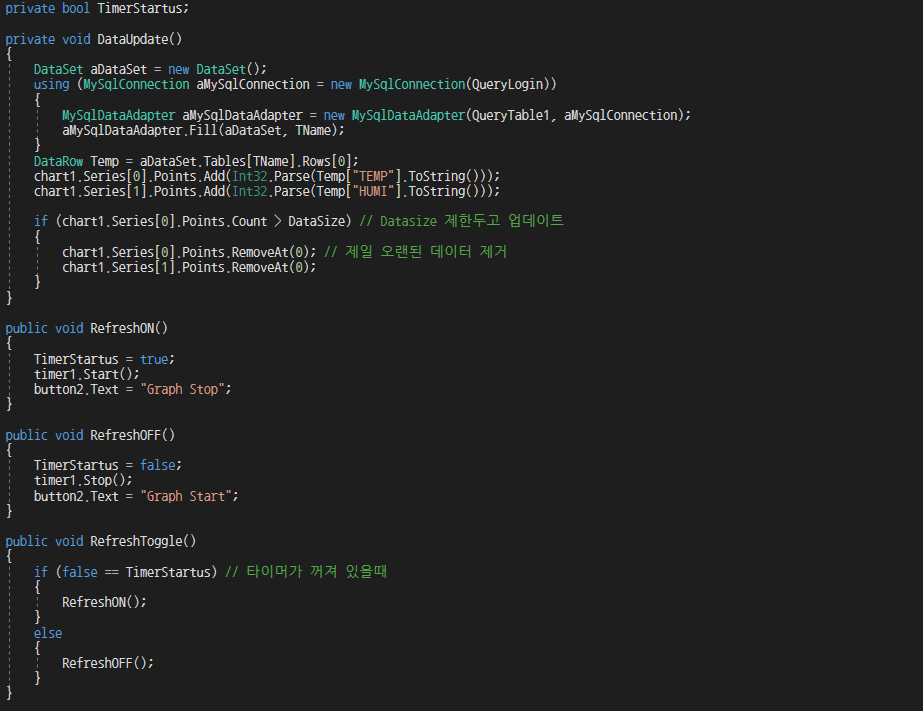 private bool TimerStartus;
private void DataUpdate()
{
DataSet aDataSet = new DataSet();
using (MySqlConnection aMySqlConnection = new MySqlConnection(QueryLogin))
{
MySqlDataAdapter aMySqlDataAdapter = new MySqlDataAdapter(QueryTable1, aMySqlConnection);
aMySqlDataAdapter.Fill(aDataSet, TName);
}
DataRow Temp = aDataSet.Tables[TName].Rows[0];
chart1.Series[0].Points.Add(Int32.Parse(Temp["TEMP"].ToString()));
chart1.Series[1].Points.Add(Int32.Parse(Temp["HUMI"].ToString()));
if (chart1.Series[0].Points.Count > DataSize) // Datasize 제한두고 업데이트
{
chart1.Series[0].Points.RemoveAt(0); // 제일 오랜된 데이터 제거
chart1.Series[1].Points.RemoveAt(0);
}
}
public void RefreshON()
{
TimerStartus = true;
timer1.Start();
button2.Text = "Graph Stop";
}
public void RefreshOFF()
{
TimerStartus = false;
timer1.Stop();
button2.Text = "Graph Start";
}
public void RefreshToggle()
{
if (false == TimerStartus) // 타이머가 꺼져 있을때
{
RefreshON();
}
else
{
RefreshOFF();
}
}